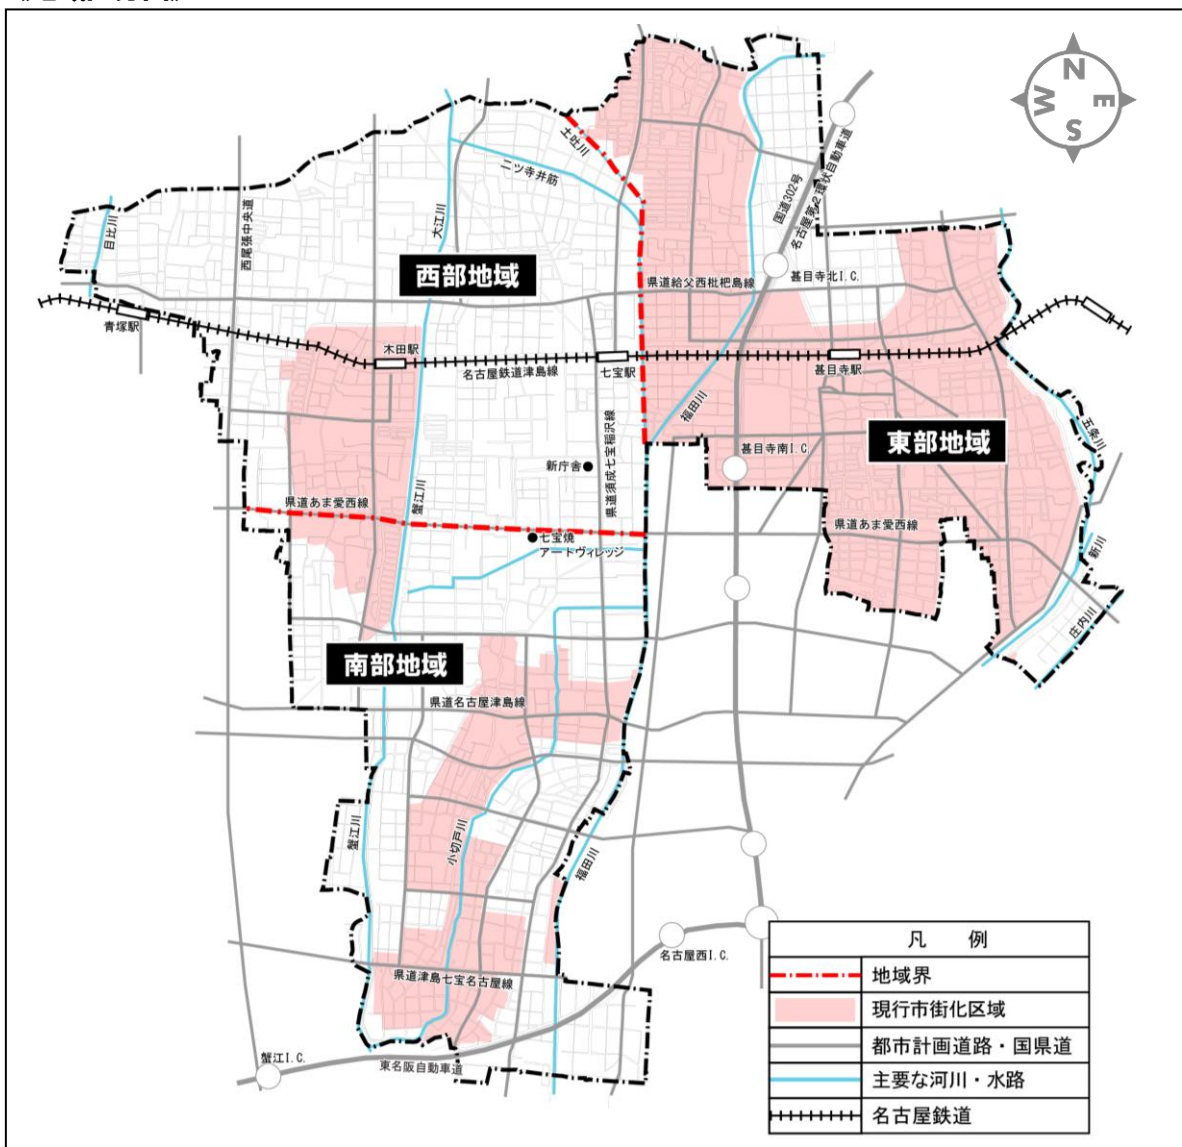 N
W
E
S
土吐川
二ツ寺井筋
目比川
西尾張中央道
大江川
国道302号
名古屋第2環状自動車道
西部地域
県道給父西枇杷島線
甚目寺北I.C.
青塚駅
木田駅
名古屋鉄道津島線
七宝駅
甚目寺駅
福田川
県道須成七宝稲沢線
東部地域
五条川
甚目寺南I.C.
新庁舎
蟹江川
県道あま愛西線
県道あま愛西線
七宝焼
アートヴィレッジ
新川
庄内川
南部地域
県道名古屋津島線
蟹江川
小切戸川
福田川
名古屋西I.C.
県道津島七宝名古屋線
蟹江I.C.
東名阪自動車道
凡 例
地域界
現行市街化区域
都市計画道路・国県道
主要な河川・水路
名古屋鉄道